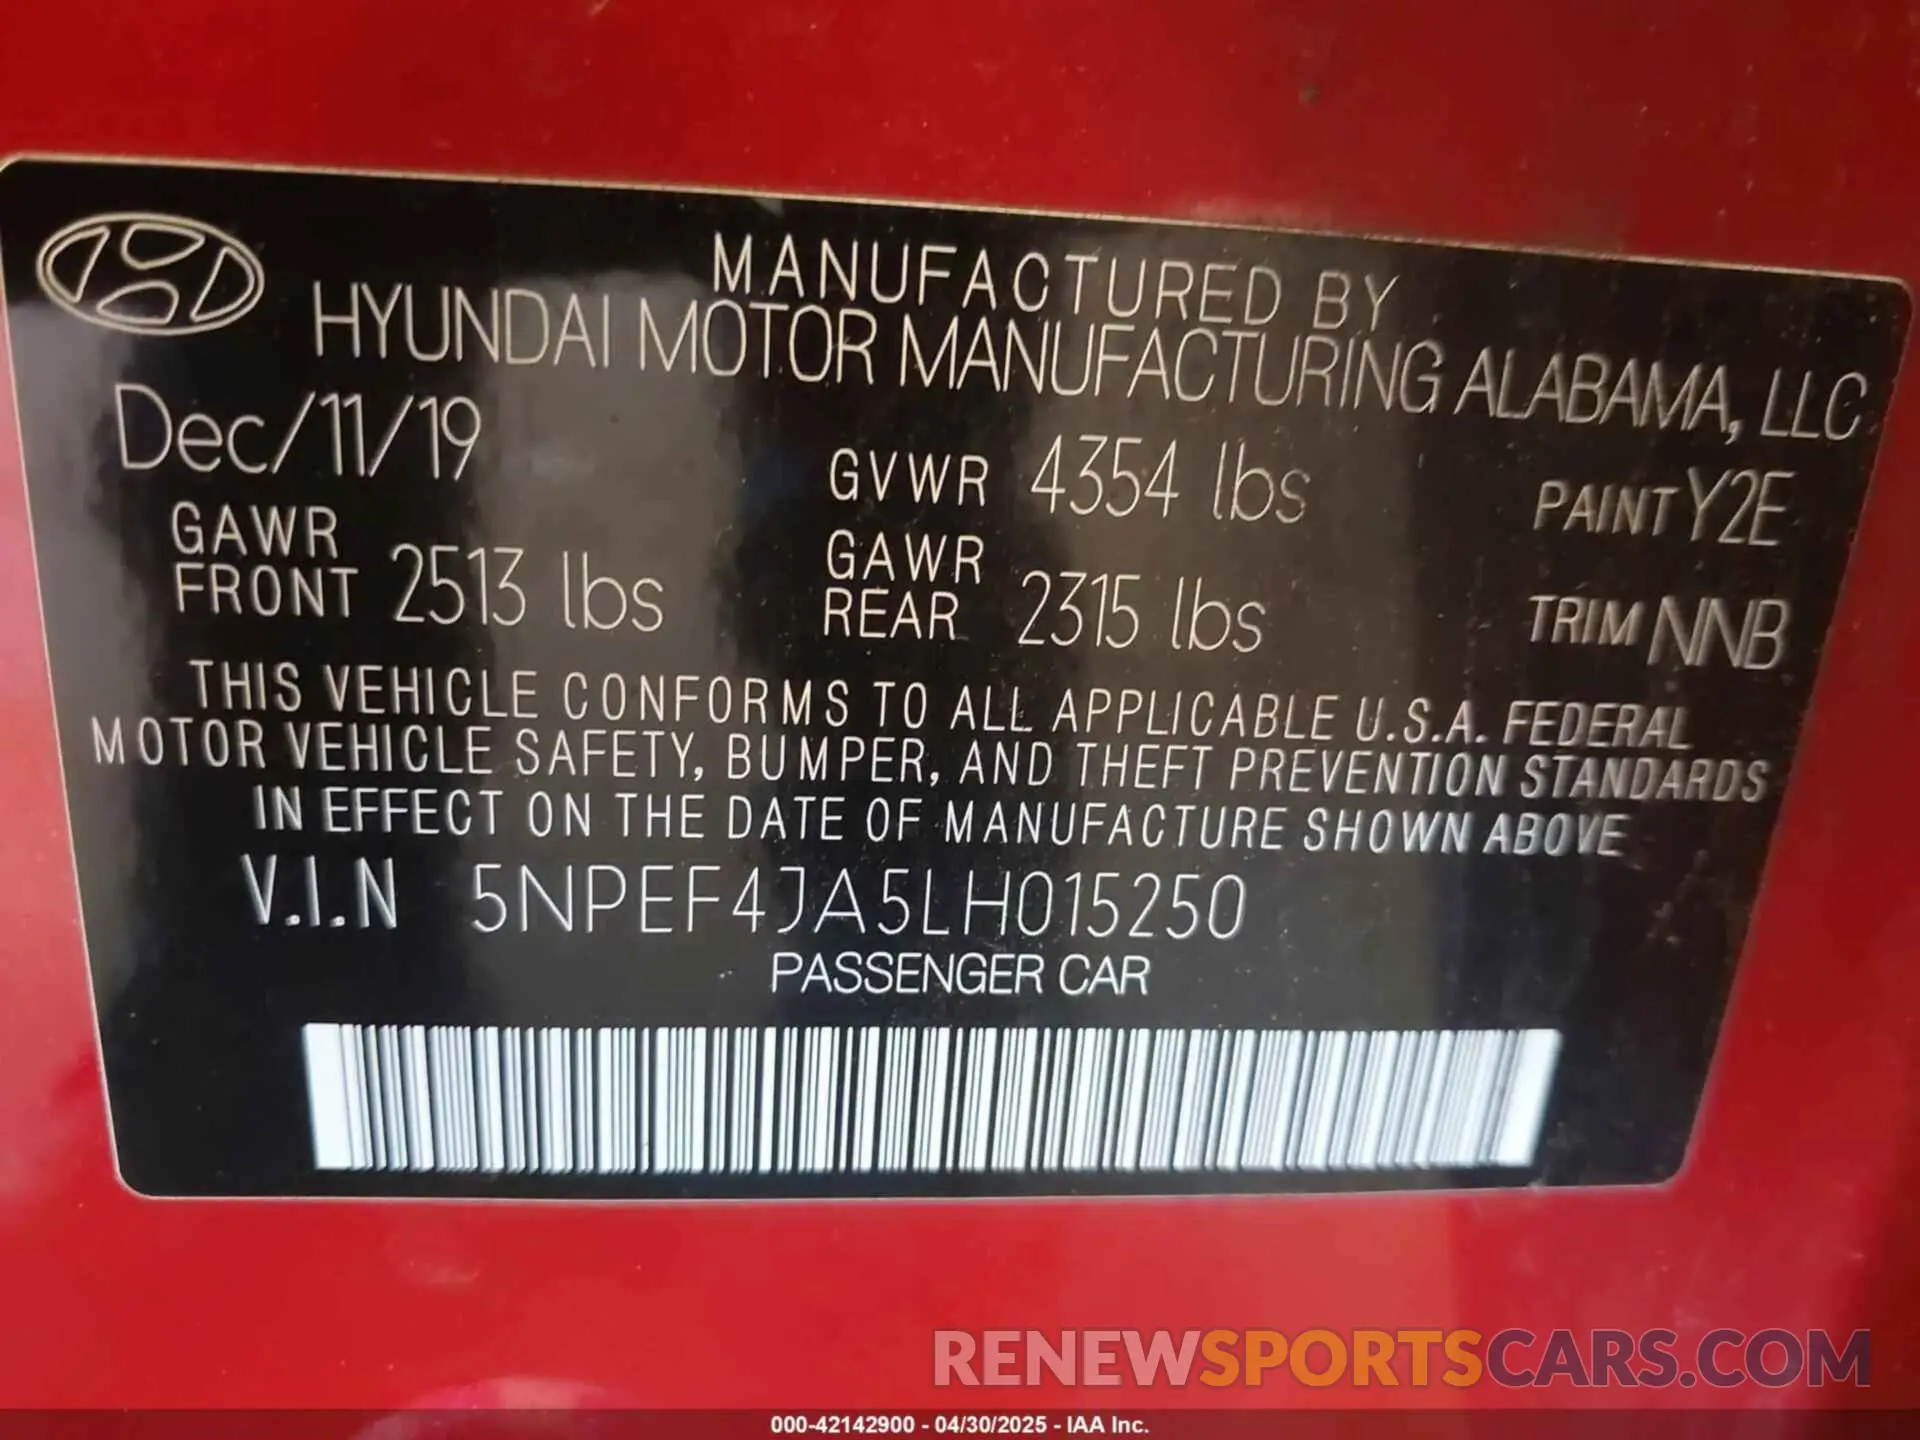 MANUFACTURED BY
HYUNDAI MOTOR MANUFACTURING ALABAMA, LLC
Dec/11/19
GVWR 4354 lbs PAINT Y2E
GAWR FRONT 2513 lbs GAWR REAR 2315 lbs TRIM NNB
THIS VEHICLE CONFORMS TO ALL APPLICABLE U.S.A. FEDERAL
MOTOR VEHICLE SAFETY, BUMPER, AND THEFT PREVENTION STANDARDS
IN EFFECT ON THE DATE OF MANUFACTURE SHOWN ABOVE
V.I.N 5NPEF4JA5LH015250
PASSENGER CAR
RENEWSPORTSCARS.COM
000-42142900 - 04/30/2025 - IAA Inc.